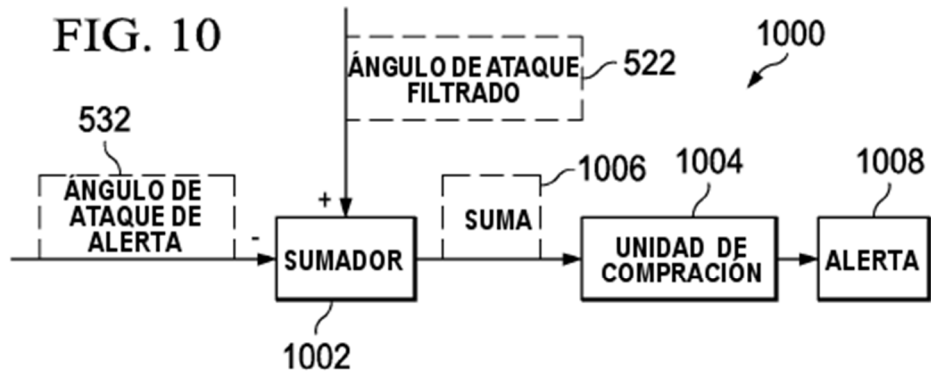 FIG. 10
1000
ÁNGULO DE ATAQUE
FILTRADO
522
532
ÁNGULO DE
ATAQUE DE
ALERTA
+
-
SUMADOR
1002
1006
SUMA
1004
UNIDAD DE
COMPRACIÓN
1008
ALERTA